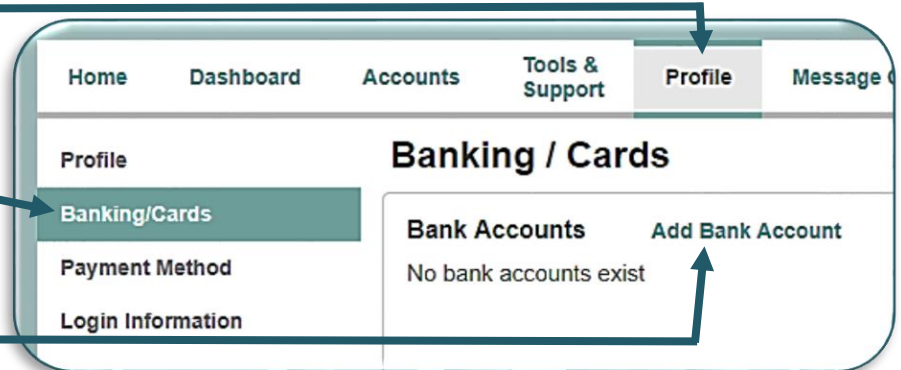 Home Dashboard Accounts Tools & Support Profile Message
Profile
Banking/Cards
Payment Method
Login Information
Banking / Cards
Bank Accounts Add Bank Account
No bank accounts exist